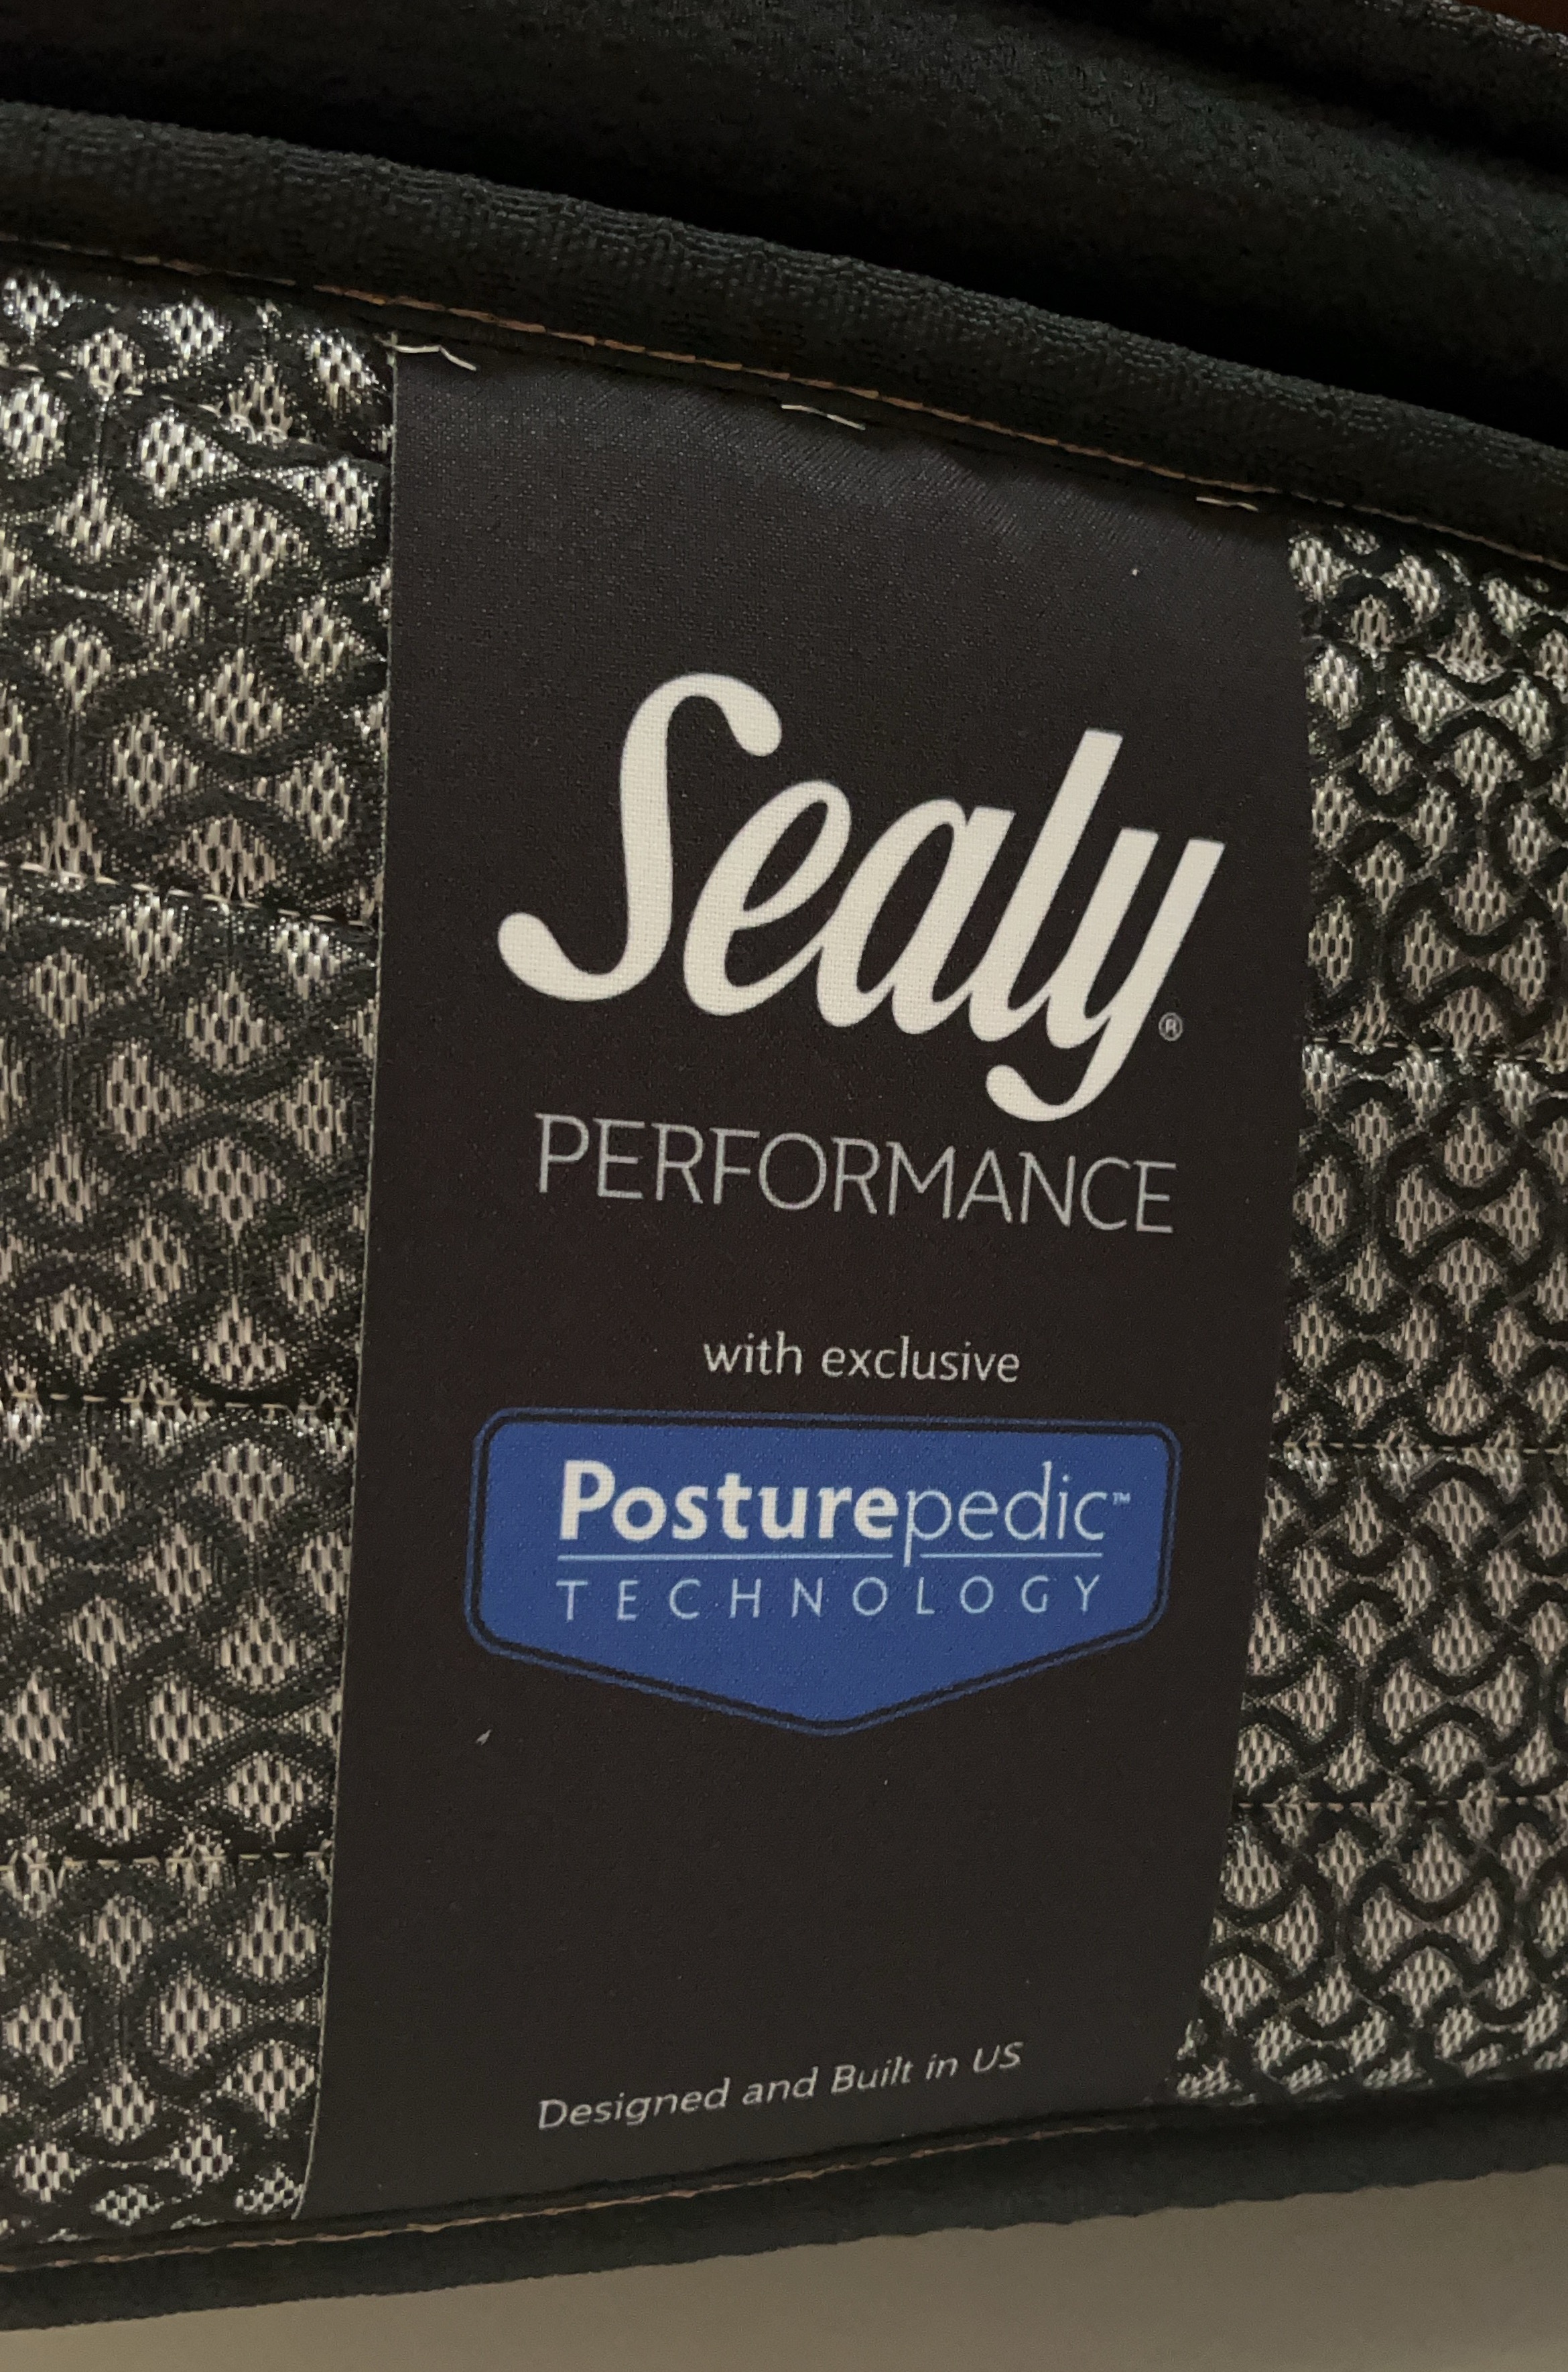 Sealy®
PERFORMANCE
with exclusive
Posturepedic™
TECHNOLOGY
Designed and Built in US